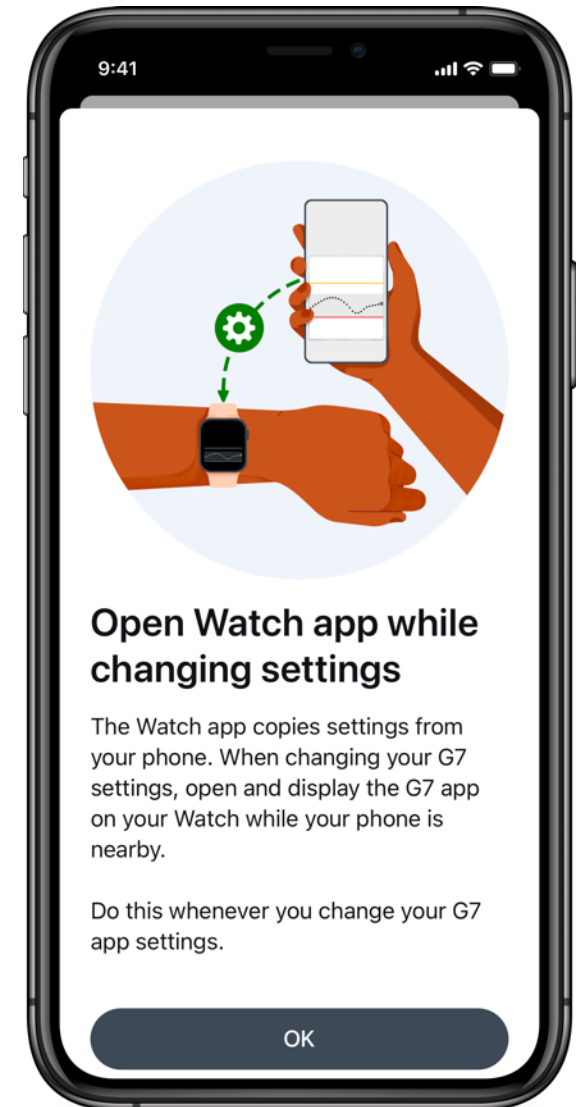 9:41
Open Watch app while
changing settings
The Watch app copies settings from
your phone. When changing your G7
settings, open and display the G7 app
on your Watch while your phone is
nearby.
Do this whenever you change your G7
app settings.
OK